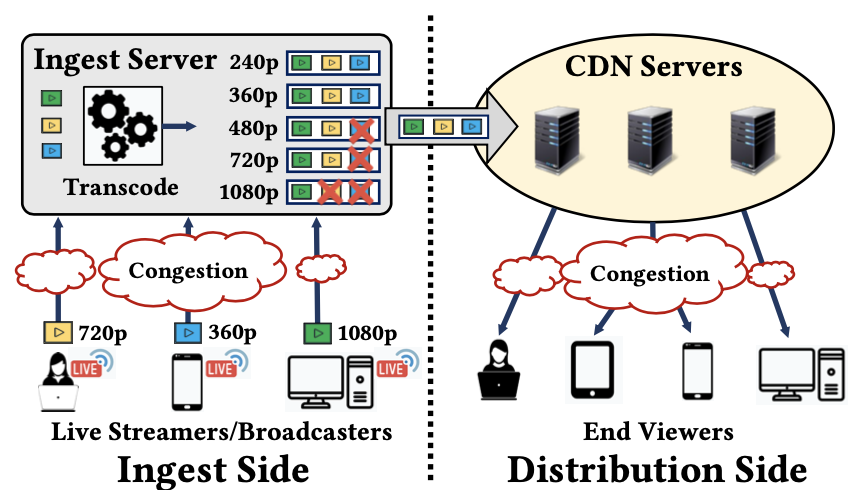 Ingest Server
240p
360p
480p
720p
1080p
Transcode
CDN Servers
Congestion
Congestion
720p
360p
1080p
LIVE
LIVE
LIVE
Live Streamers/Broadcasters
End Viewers
Ingest Side
Distribution Side